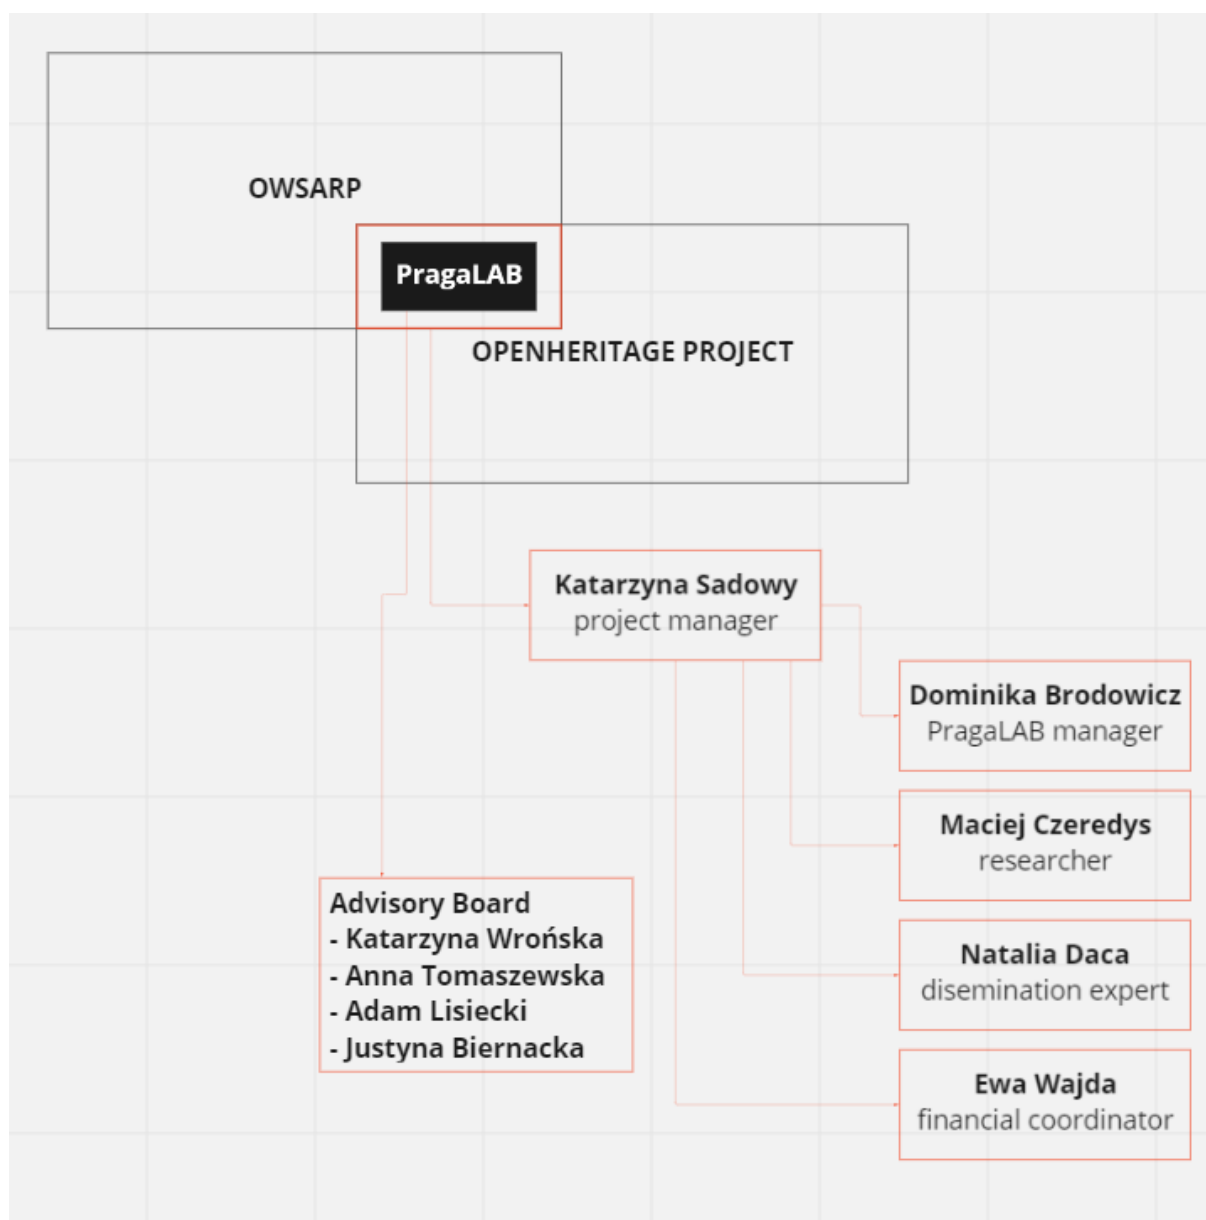 OWSARP
PragaLAB
OPENHERITAGE PROJECT
Katarzyna Sadowy
project manager
Dominika Brodowicz
PragaLAB manager
Maciej Czeredys
researcher
Natalia Daca
disemination expert
Ewa Wajda
financial coordinator
Advisory Board
- Katarzyna Wrońska
- Anna Tomaszewska
- Adam Lisiecki
- Justyna Biernacka